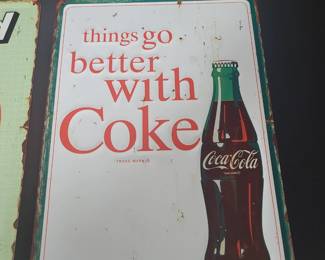 things go
better
with
Coke
TRADE MARK ®
Coca-Cola